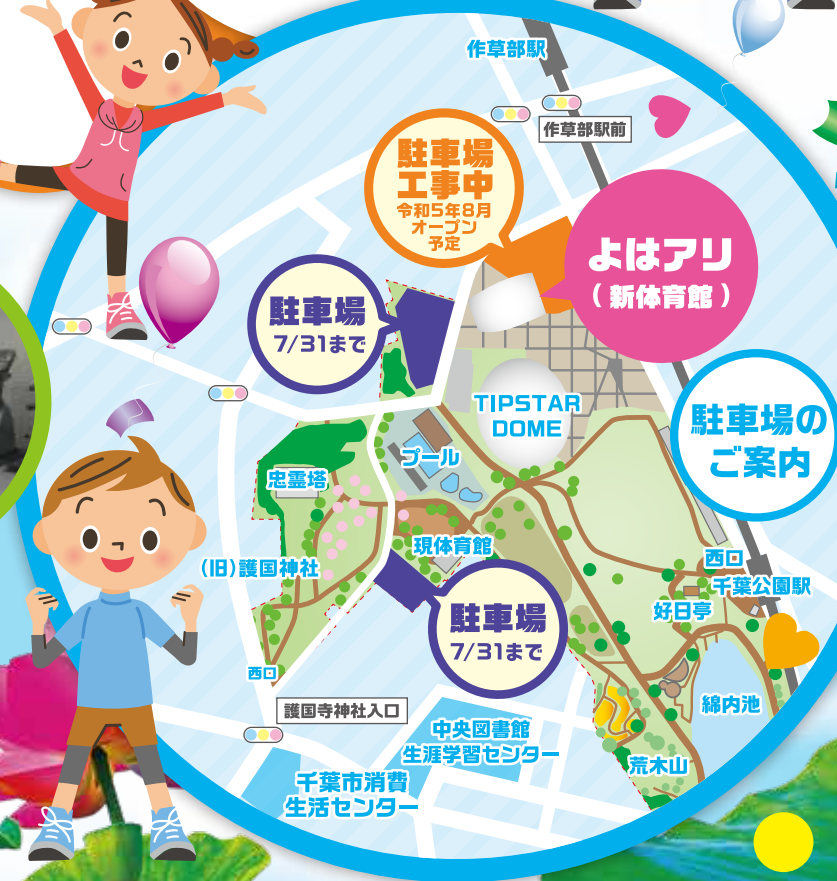 作草部駅
作草部駅前
駐車場
工事中
令和5年8月
オープン
予定
よはアリ
(新体育館)
駐車場
7/31まで
TIPSTAR
DOME
駐車場の
ご案内
プール
忠霊塔
現体育館
(旧)護国神社
西口
千葉公園駅
好日亭
駐車場
7/31まで
西口
護国寺神社入口
綿内池
中央図書館
生涯学習センター
荒木山
千葉市消費
生活センター